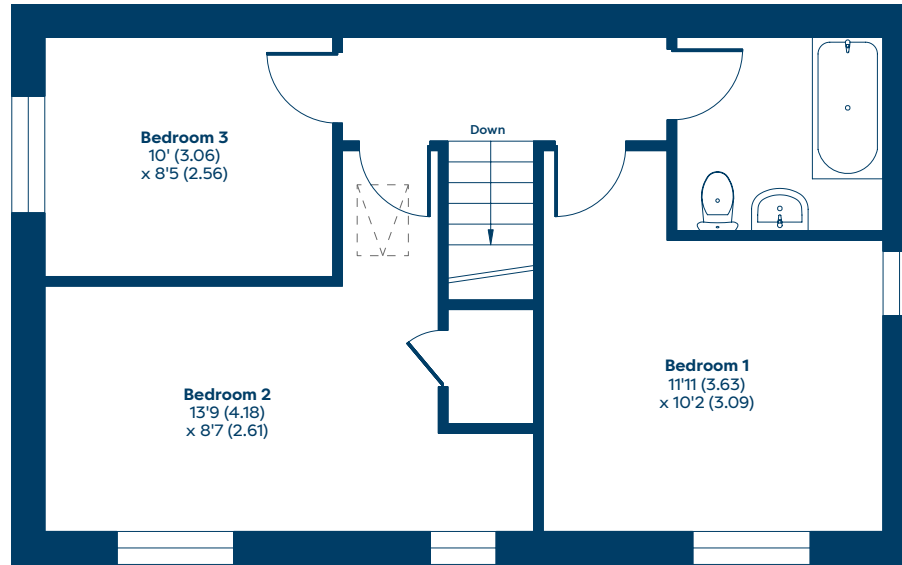 Down
Bedroom 3
10' (3.06)
x 8'5 (2.56)
Bedroom 1
11'11 (3.63)
x 10'2 (3.09)
Bedroom 2
13'9 (4.18)
x 8'7 (2.61)